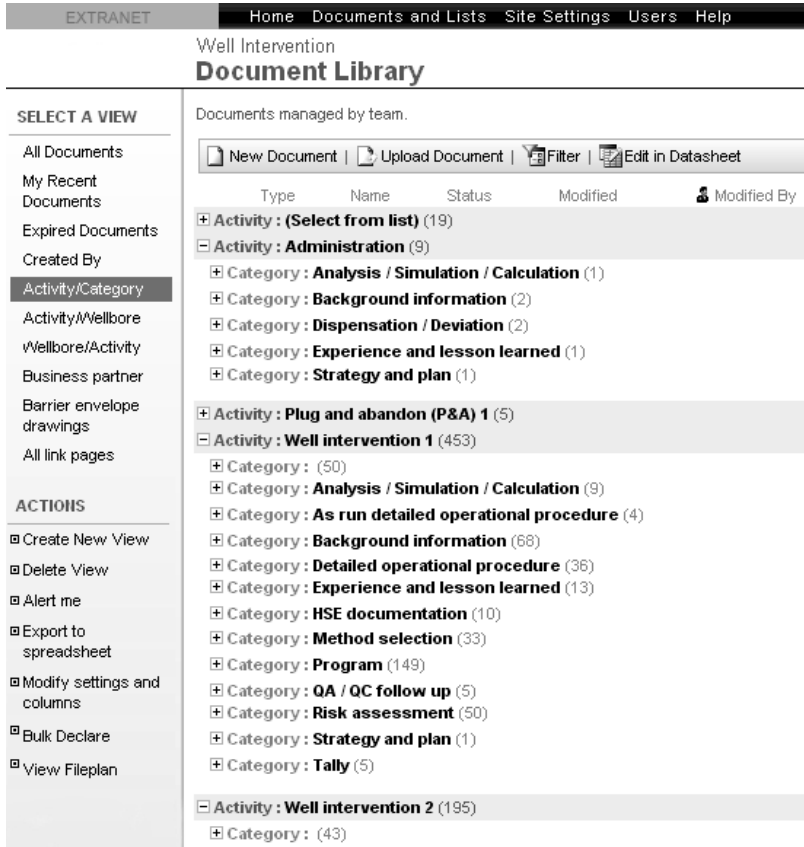 EXTRANET
Home Documents and Lists Site Settings Users Help
Well Intervention
Document Library
SELECT A VIEW
All Documents
My Recent
Documents
Expired Documents
Created By
Activity/Category
Activity/Wellbore
Wellbore/Activity
Business partner
Barrier envelope
drawings
All link pages
ACTIONS
Create New View
Delete View
Alert me
Export to
spreadsheet
Modify settings and
columns
Bulk Declare
View Fileplan
Documents managed by team.
New Document | Upload Document | Filter | Edit in Datasheet
Type Name Status Modified Modified By
Activity : (Select from list) (19)
Activity : Administration (9)
Category : Analysis / Simulation / Calculation (1)
Category : Background information (2)
Category : Dispensation / Deviation (2)
Category : Experience and lesson learned (1)
Category : Strategy and plan (1)
Activity : Plug and abandon (P&A) 1 (5)
Activity : Well intervention 1 (453)
Category : (50)
Category : Analysis / Simulation / Calculation (9)
Category : As run detailed operational procedure (4)
Category : Background information (68)
Category : Detailed operational procedure (36)
Category : Experience and lesson learned (13)
Category : HSE documentation (10)
Category : Method selection (33)
Category : Program (149)
Category : QA / QC follow up (5)
Category : Risk assessment (50)
Category : Strategy and plan (1)
Category : Tally (5)
Activity : Well intervention 2 (195)
Category : (43)